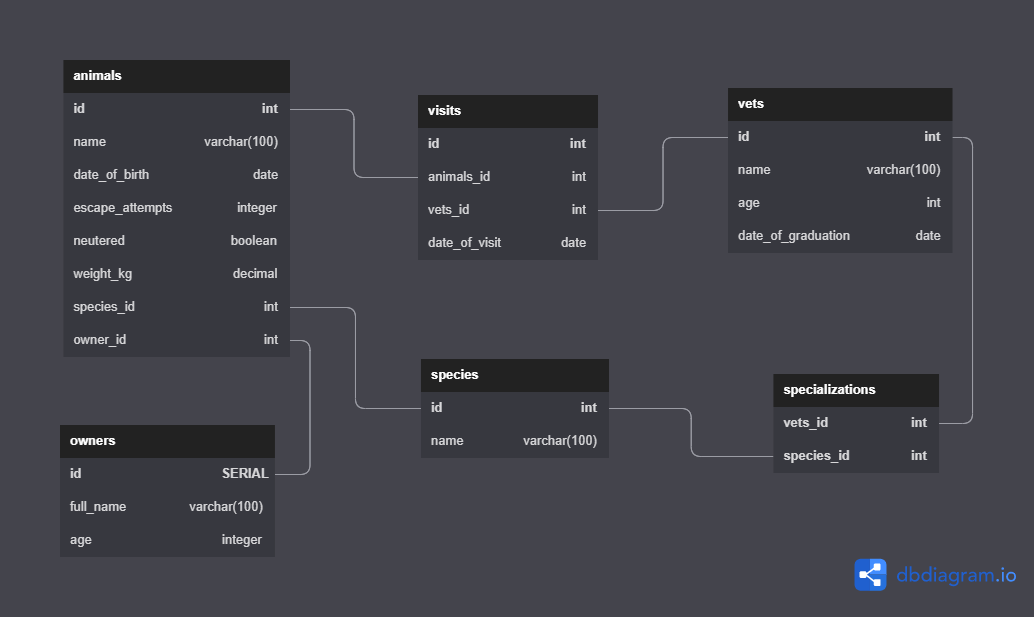 animals
id int
name varchar(100)
date_of_birth date
escape_attempts integer
neutered boolean
weight_kg decimal
species_id int
owner_id int
visits
id int
animals_id int
vets_id int
date_of_visit date
vets
id int
name varchar(100)
age int
date_of_graduation date
owners
id SERIAL
full_name varchar(100)
age integer
species
id int
name varchar(100)
specializations
vets_id int
species_id int
dbdiagram.io